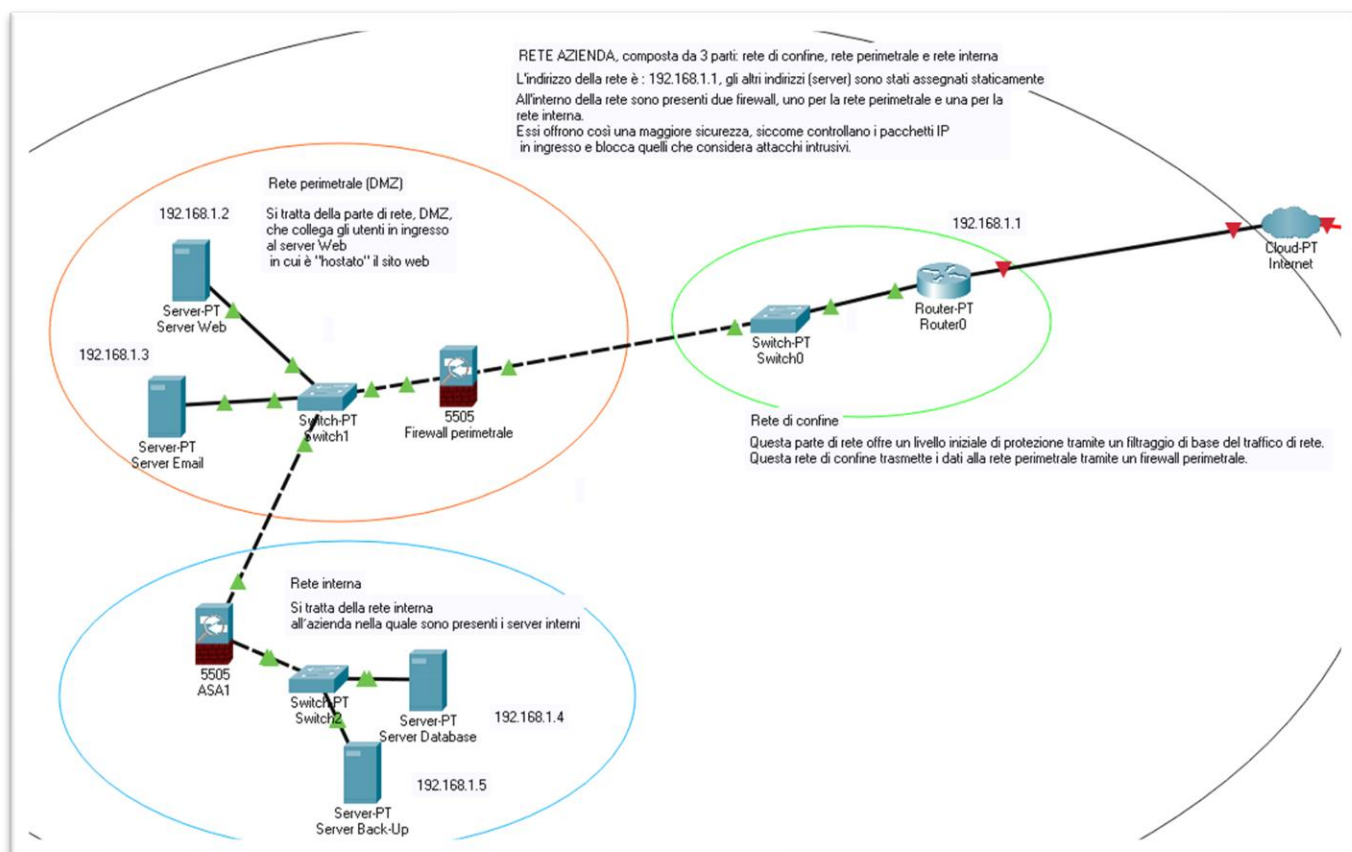 RETE AZIENDA, composta da 3 parti: rete di confine, rete perimetrale e rete interna
L'indirizzo della rete è : 192.168.1.1, gli altri indirizzi (server) sono stati assegnati staticamente
All'interno della rete sono presenti due firewall, uno per la rete perimetrale e una per la
rete interna.
Essi offrono così una maggiore sicurezza, siccome controllano i pacchetti IP
in ingresso e blocca quelli che considera attacchi intrusivi.
Rete perimetrale (DMZ)
Si tratta della parte di rete, DMZ,
che collega gli utenti in ingresso
al server Web
in cui è "hostato" il sito web
192.168.1.2
Server-PT
Server Web
192.168.1.3
Server-PT
Server Email
Switch-PT
Switch1
5505
Firewall perimetrale
192.168.1.1
Switch-PT
Switch0
Router-PT
Router0
Cloud-PT
Internet
Rete di confine
Questa parte di rete offre un livello iniziale di protezione tramite un filtraggio di base del traffico di rete.
Questa rete di confine trasmette i dati alla rete perimetrale tramite un firewall perimetrale.
Rete interna
Si tratta della rete interna
all'azienda nella quale sono presenti i server interni
5505
ASA1
Switch-PT
Switch2
Server-PT
Server Database
192.168.1.4
192.168.1.5
Server-PT
Server Back-Up